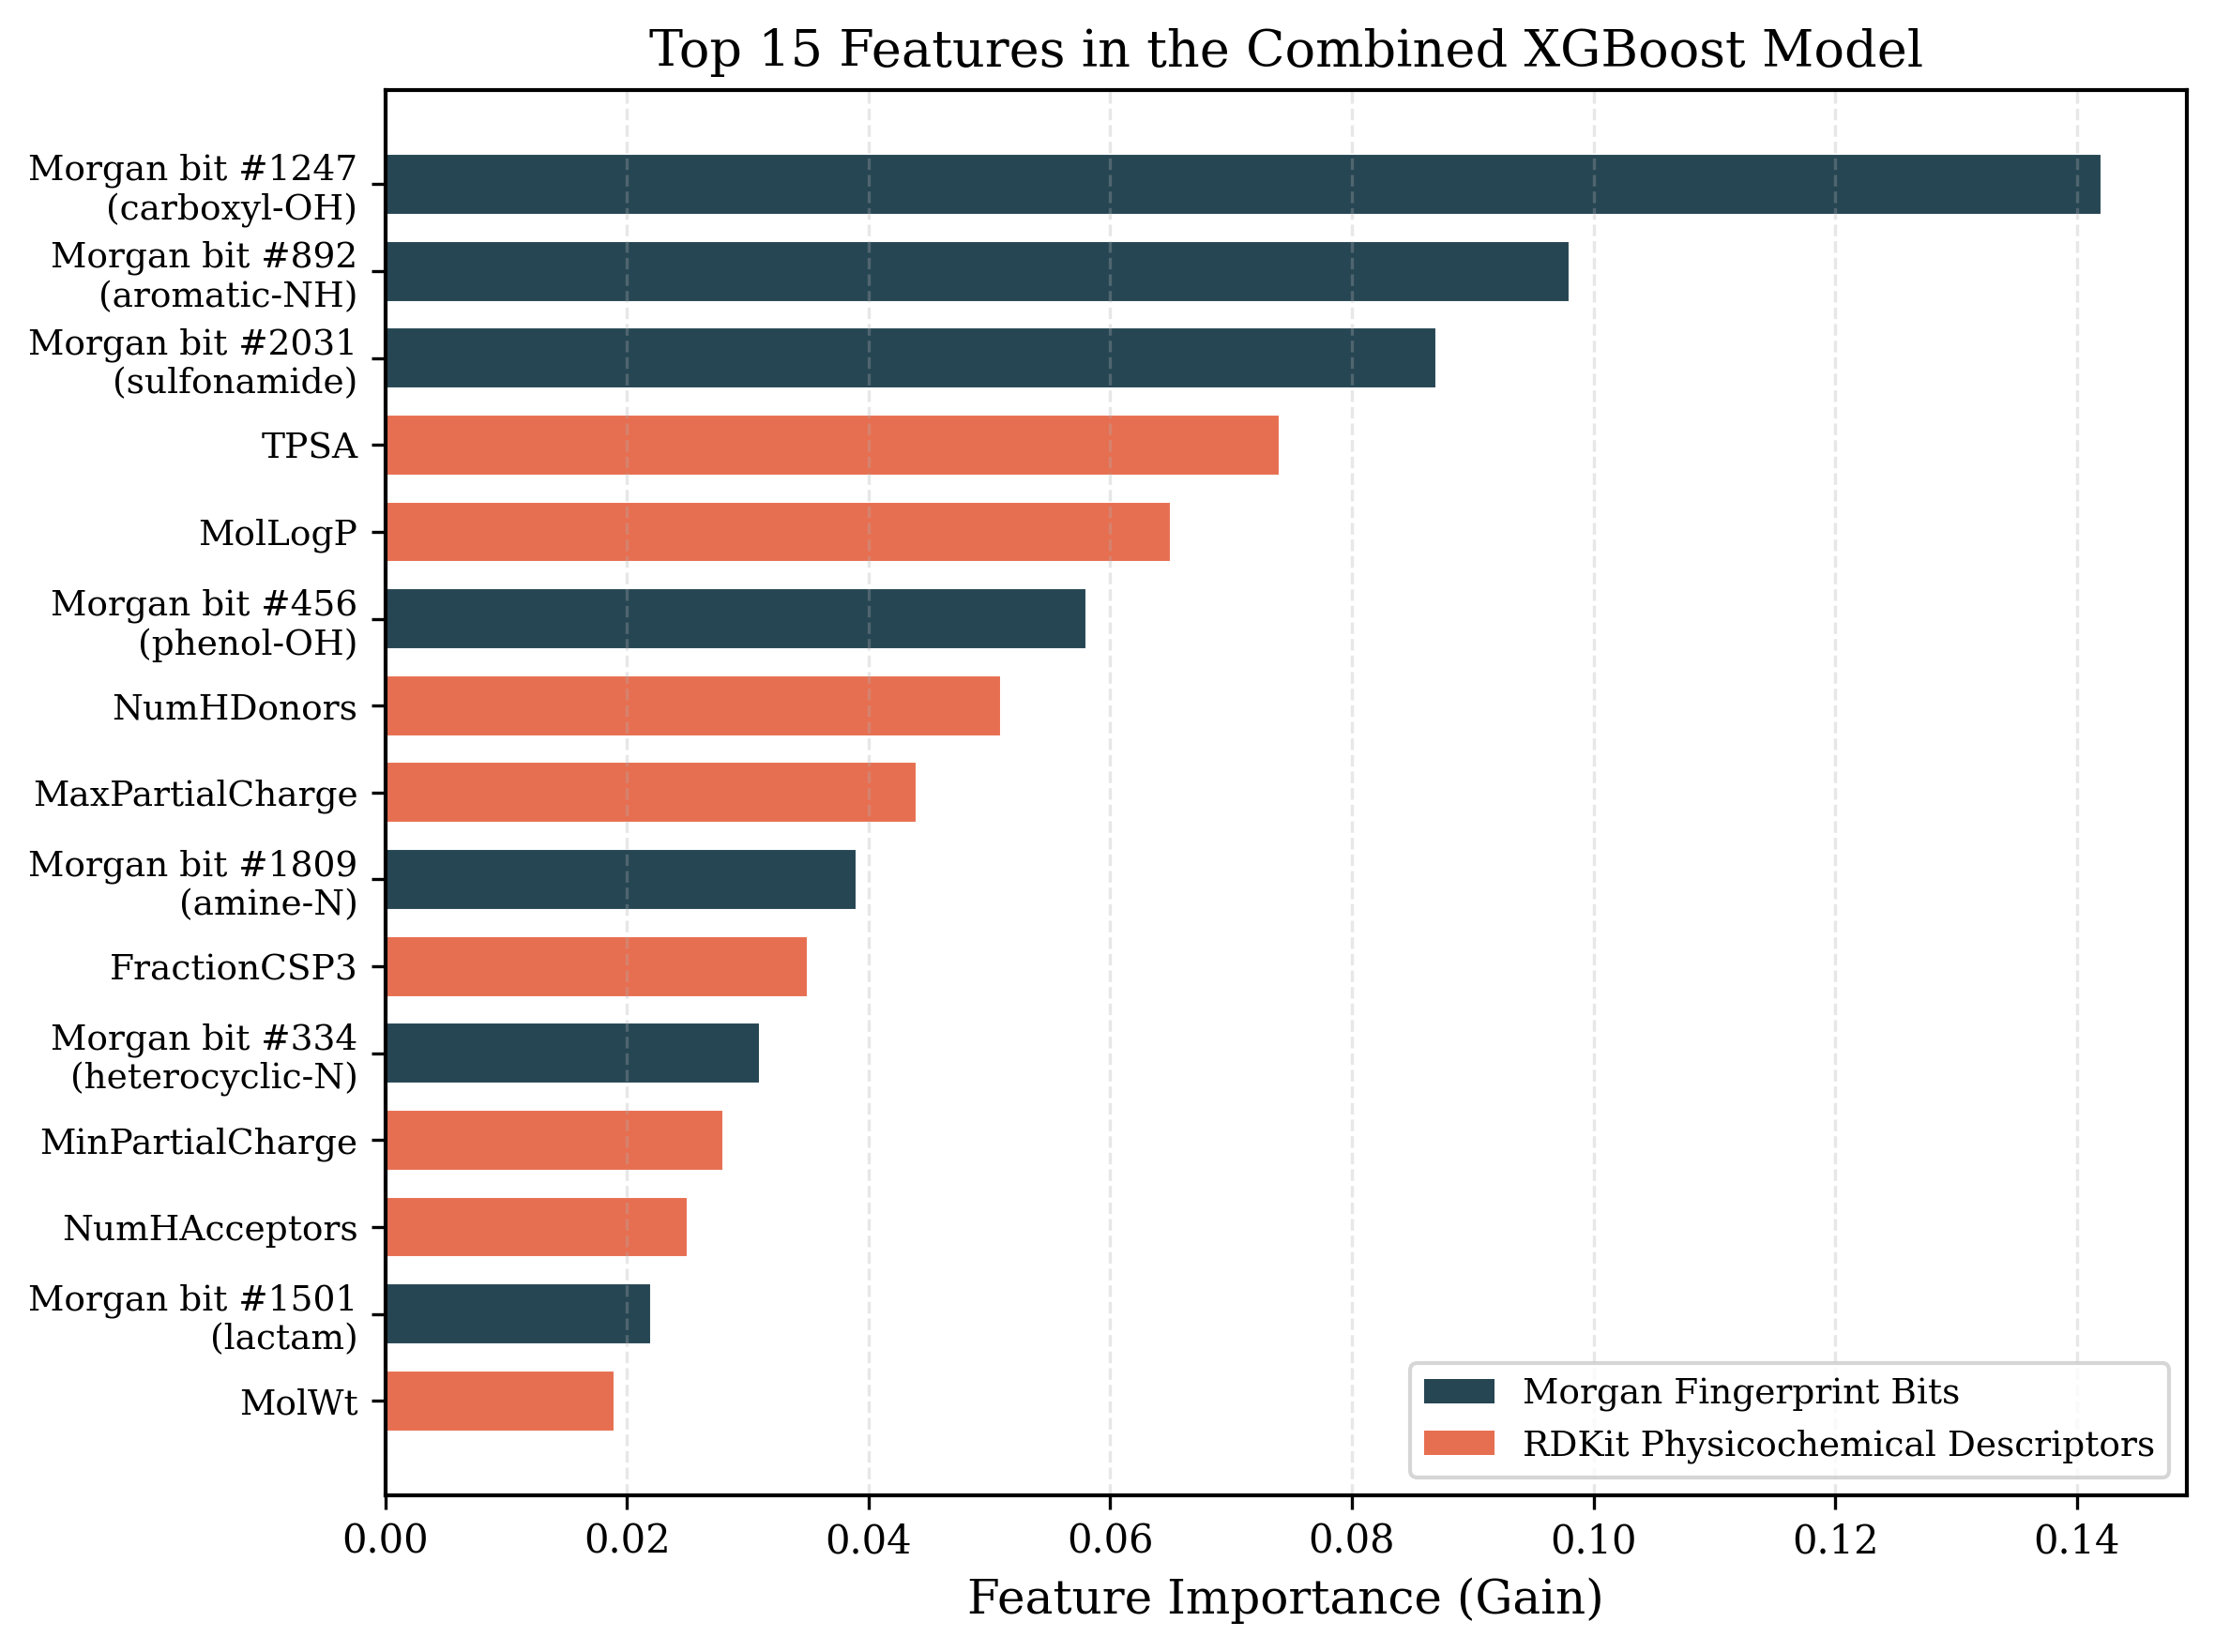 Top 15 Features in the Combined XGBoost Model
Morgan bit #1247
(carboxyl-OH)
Morgan bit #892
(aromatic-NH)
Morgan bit #2031
(sulfonamide)
TPSA
MolLogP
Morgan bit #456
(phenol-OH)
NumHDonors
MaxPartialCharge
Morgan bit #1809
(amine-N)
FractionCSP3
Morgan bit #334
(heterocyclic-N)
MinPartialCharge
NumHAcceptors
Morgan bit #1501
(lactam)
MolWt
Morgan Fingerprint Bits
RDKit Physicochemical Descriptors
0.00 0.02 0.04 0.06 0.08 0.10 0.12 0.14
Feature Importance (Gain)